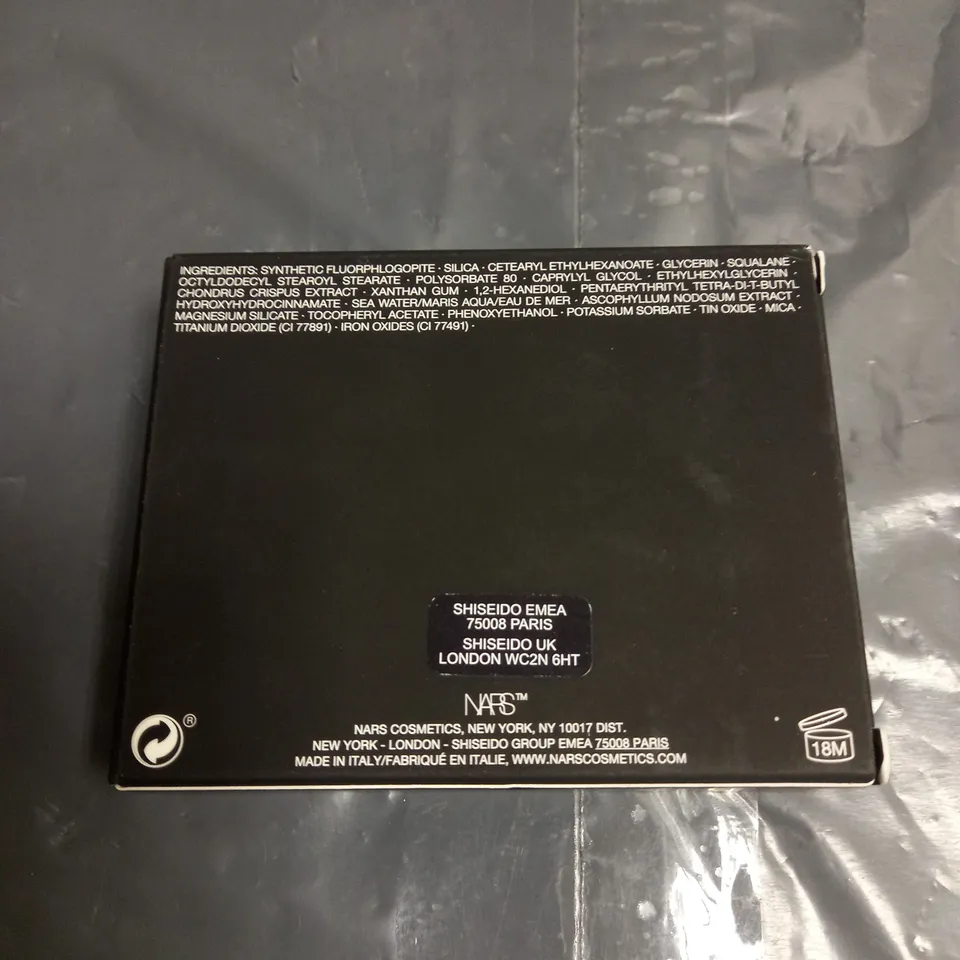 INGREDIENTS: SYNTHETIC FLUORPHLOGOPITE · SILICA · CETEARYL ETHYLHEXANOATE · GLYCERIN · SQUALANE ·
OCTYLDODECYL STEAROYL STEARATE · POLYSORBATE 80 · CAPRYLYL GLYCOL · ETHYLHEXYLGLYCERIN ·
CHONDRUS CRISPUS EXTRACT · XANTHAN GUM · 1,2-HEXANEDIOL · PENTAERYTHRITYL TETRA-DI-T-BUTYL
HYDROXYHYDROCINNAMATE · SEA WATER/MARIS AQUA/EAU DE MER · ASCOPHYLLUM NODOSUM EXTRACT ·
MAGNESIUM SILICATE · TOCOPHERYL ACETATE · PHENOXYETHANOL · POTASSIUM SORBATE · TIN OXIDE · MICA ·
TITANIUM DIOXIDE (CI 77891) · IRON OXIDES (CI 77491) ·
SHISEIDO EMEA
75008 PARIS
SHISEIDO UK
LONDON WC2N 6HT
NARS™
®
NARS COSMETICS, NEW YORK, NY 10017 DIST.
NEW YORK - LONDON - SHISEIDO GROUP EMEA 75008 PARIS
MADE IN ITALY/FABRIQUÉ EN ITALIE, WWW.NARSCOSMETICS.COM
18M